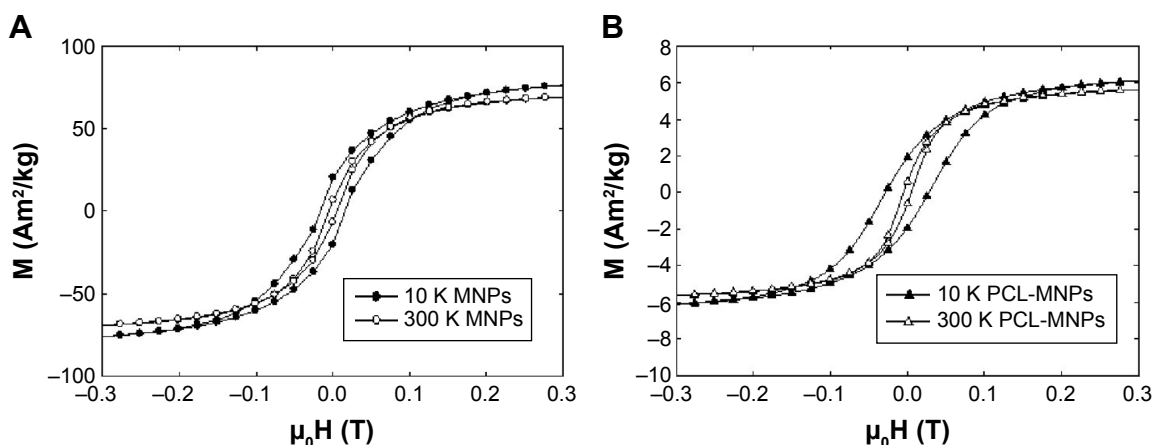 A
M (Am²/kg)
100
50
0
–50
–100
–0.3
–0.2
–0.1
0.0
0.1
0.2
0.3
µ₀H (T)
10 K MNPs
300 K MNPs
B
M (Am²/kg)
8
6
4
2
0
–2
–4
–6
–8
–10
–0.3
–0.2
–0.1
0.0
0.1
0.2
0.3
µ₀H (T)
10 K PCL-MNPs
300 K PCL-MNPs